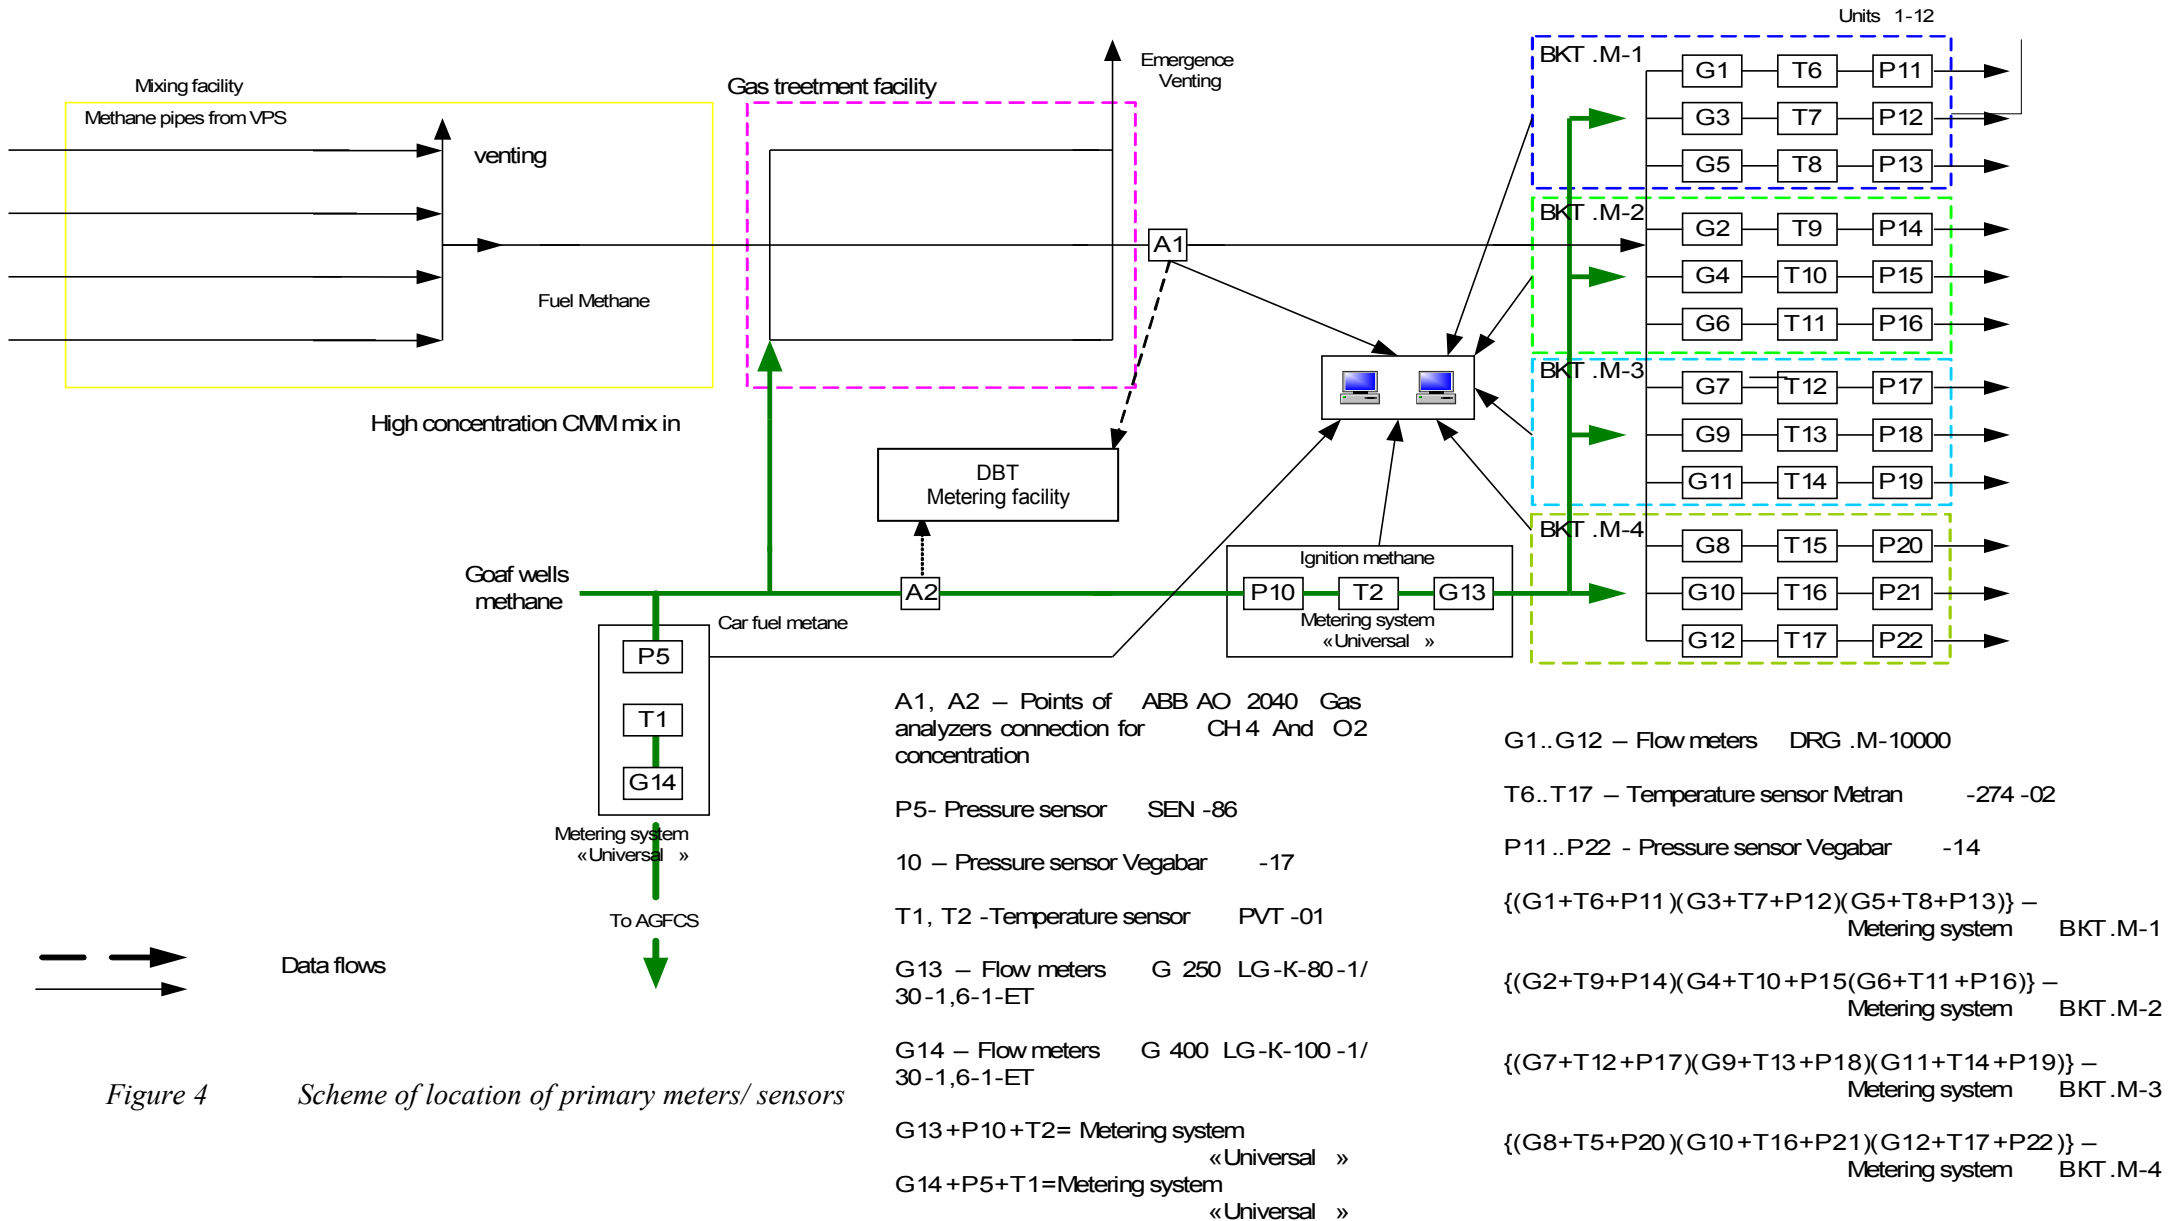 Units 1-12
Mixing facility
Methane pipes from VPS
venting
Fuel Methane
High concentration CMM mix in
Gas treetment facility
Emergence
Venting
A1
DBT
Metering facility
A2
Goaf wells
methane
Car fuel metane
P5
T1
G14
Metering system
«Universal »
To AGFCS
Ignition methane
P10 T2 G13
Metering system
«Universal »
BKT .M-1
G1 T6 P11
G3 T7 P12
G5 T8 P13
BKT .M-2
G2 T9 P14
G4 T10 P15
G6 T11 P16
BKT .M-3
G7 T12 P17
G9 T13 P18
G11 T14 P19
BKT .M-4
G8 T15 P20
G10 T16 P21
G12 T17 P22
Data flows
Figure 4 Scheme of location of primary meters/ sensors
A1, A2 – Points of ABB AO 2040 Gas
analyzers connection for CH4 And O2
concentration
P5- Pressure sensor SEN -86
10 – Pressure sensor Vegabar -17
T1, T2 -Temperature sensor PVT -01
G13 – Flow meters G 250 LG-K-80-1/
30-1,6-1-ET
G14 – Flow meters G 400 LG-K-100-1/
30-1,6-1-ET
G13+P10+T2= Metering system
«Universal »
G14+P5+T1=Metering system
«Universal »
G1..G12 – Flow meters DRG .M-10000
T6..T17 – Temperature sensor Metran -274-02
P11..P22 - Pressure sensor Vegabar -14
{(G1+T6+P11)(G3+T7+P12)(G5+T8+P13)} –
Metering system BKT.M-1
{(G2+T9+P14)(G4+T10+P15(G6+T11+P16)} –
Metering system BKT.M-2
{(G7+T12+P17)(G9+T13+P18)(G11+T14+P19)} –
Metering system BKT.M-3
{(G8+T5+P20)(G10+T16+P21)(G12+T17+P22)} –
Metering system BKT.M-4